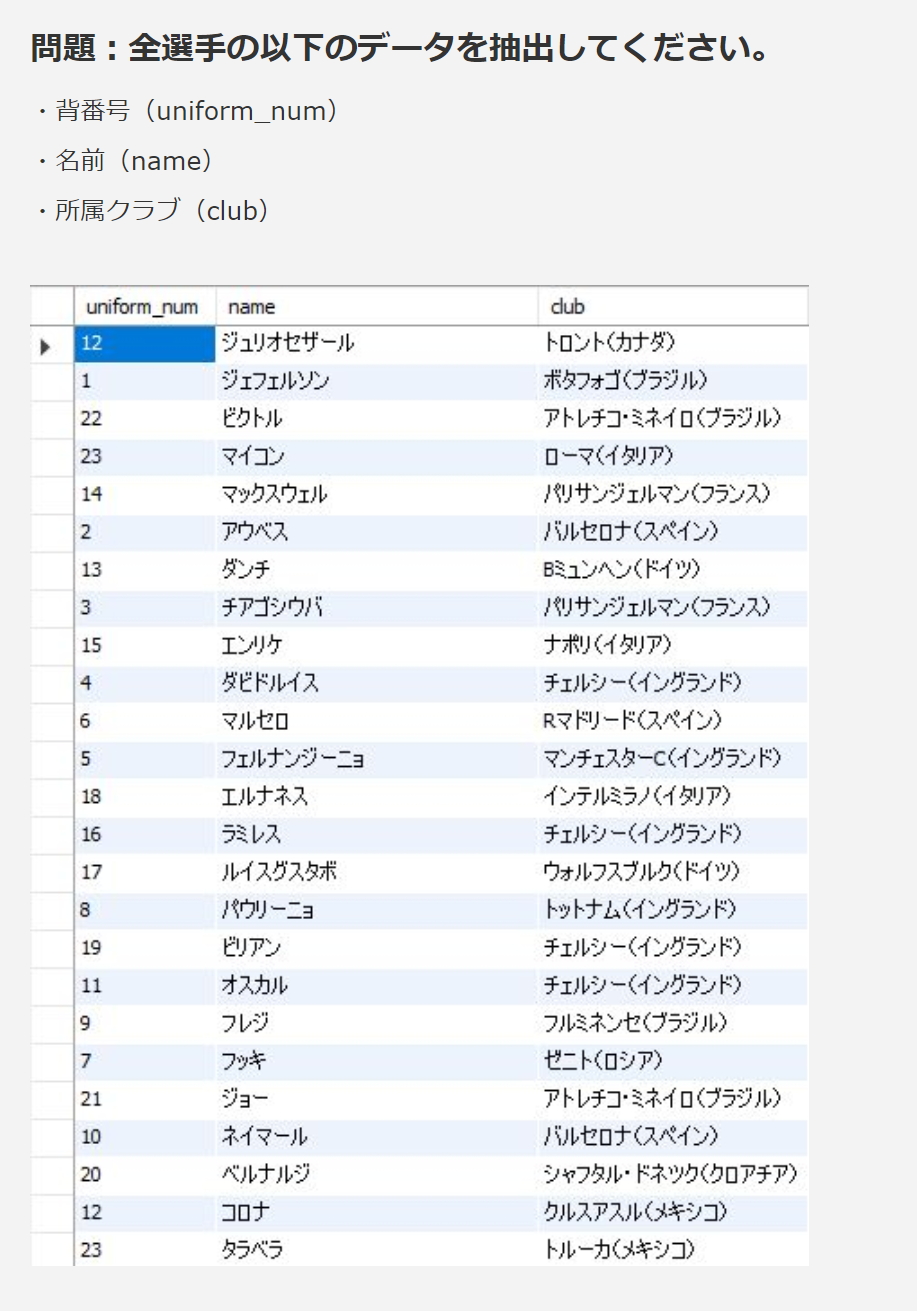 問題：全選手の以下のデータを抽出してください。
・背番号（uniform_num）
・名前（name）
・所属クラブ（club）
uniform_num name club
12 ジュリオセザール トロント(カナダ)
1 ジェフェルソン ボタフォゴ(ブラジル)
22 ビクトル アトレチコ・ミネイロ(ブラジル)
23 マイコン ローマ(イタリア)
14 マックスウェル パリサンジェルマン(フランス)
2 アウベス バルセロナ(スペイン)
13 ダンチ Bミュンヘン(ドイツ)
3 チアゴシウバ パリサンジェルマン(フランス)
15 エンリケ ナポリ(イタリア)
4 ダビドルイス チェルシー(イングランド)
6 マルセロ Rマドリード(スペイン)
5 フェルナンジーニョ マンチェスターC(イングランド)
18 エルナネス インテルミラノ(イタリア)
16 ラミレス チェルシー(イングランド)
17 ルイスグスタボ ウォルフスブルク(ドイツ)
8 パウリーニョ トットナム(イングランド)
19 ビリアン チェルシー(イングランド)
11 オスカル チェルシー(イングランド)
9 フレジ フルミネンセ(ブラジル)
7 フッキ ゼニト(ロシア)
21 ジョー アトレチコ・ミネイロ(ブラジル)
10 ネイマール バルセロナ(スペイン)
20 ベルナルジ シャフタル・ドネツク(クロアチア)
12 コロナ クルスアスル(メキシコ)
23 タラベラ トルーカ(メキシコ)